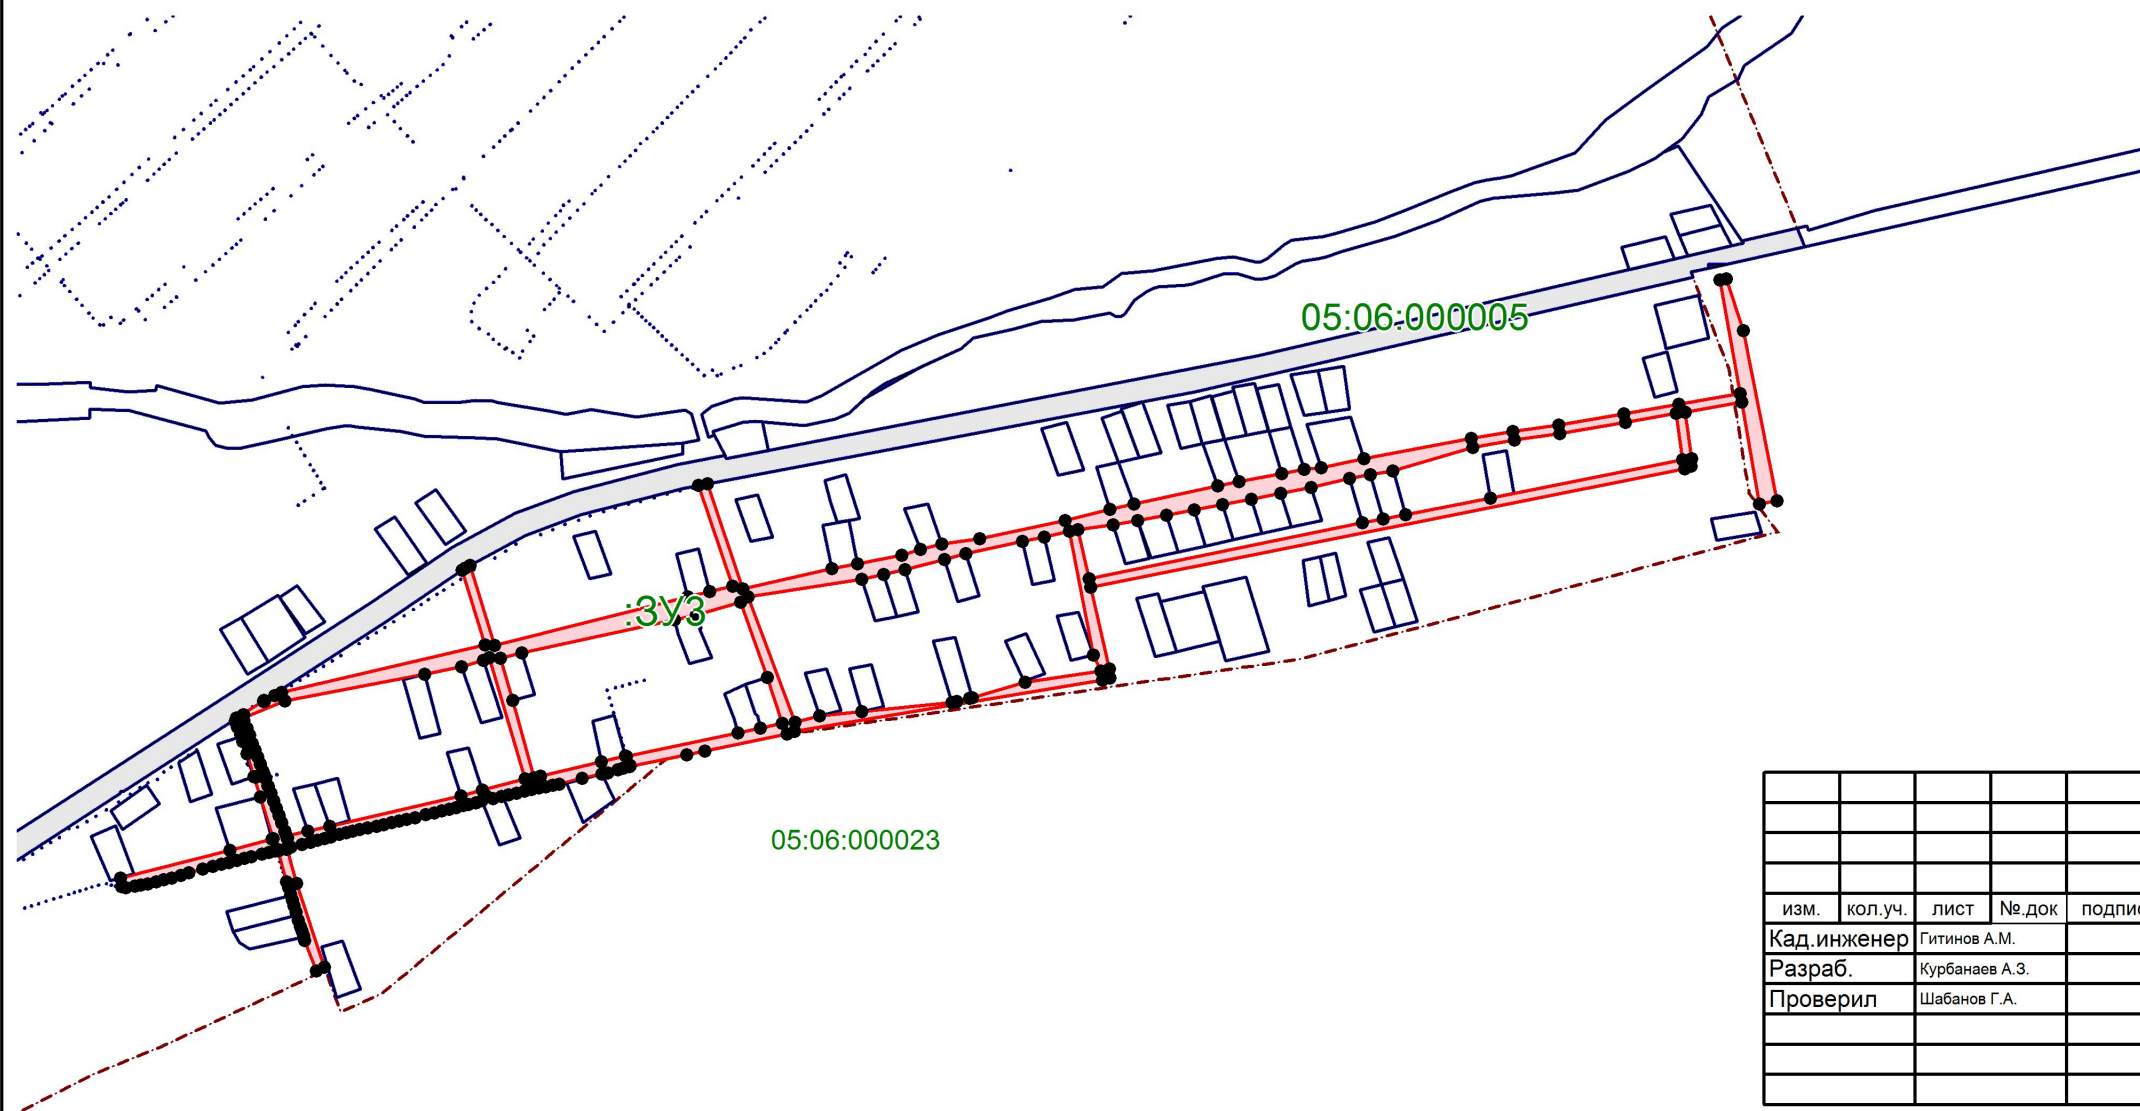 05:06:000005
:ЗУ3
05:06:000023
изм. кол.уч. лист №.док
Кад.инженер Гитинов А.М.
Разраб. Курбанаев А.З.
Проверил Шабанов Г.А.